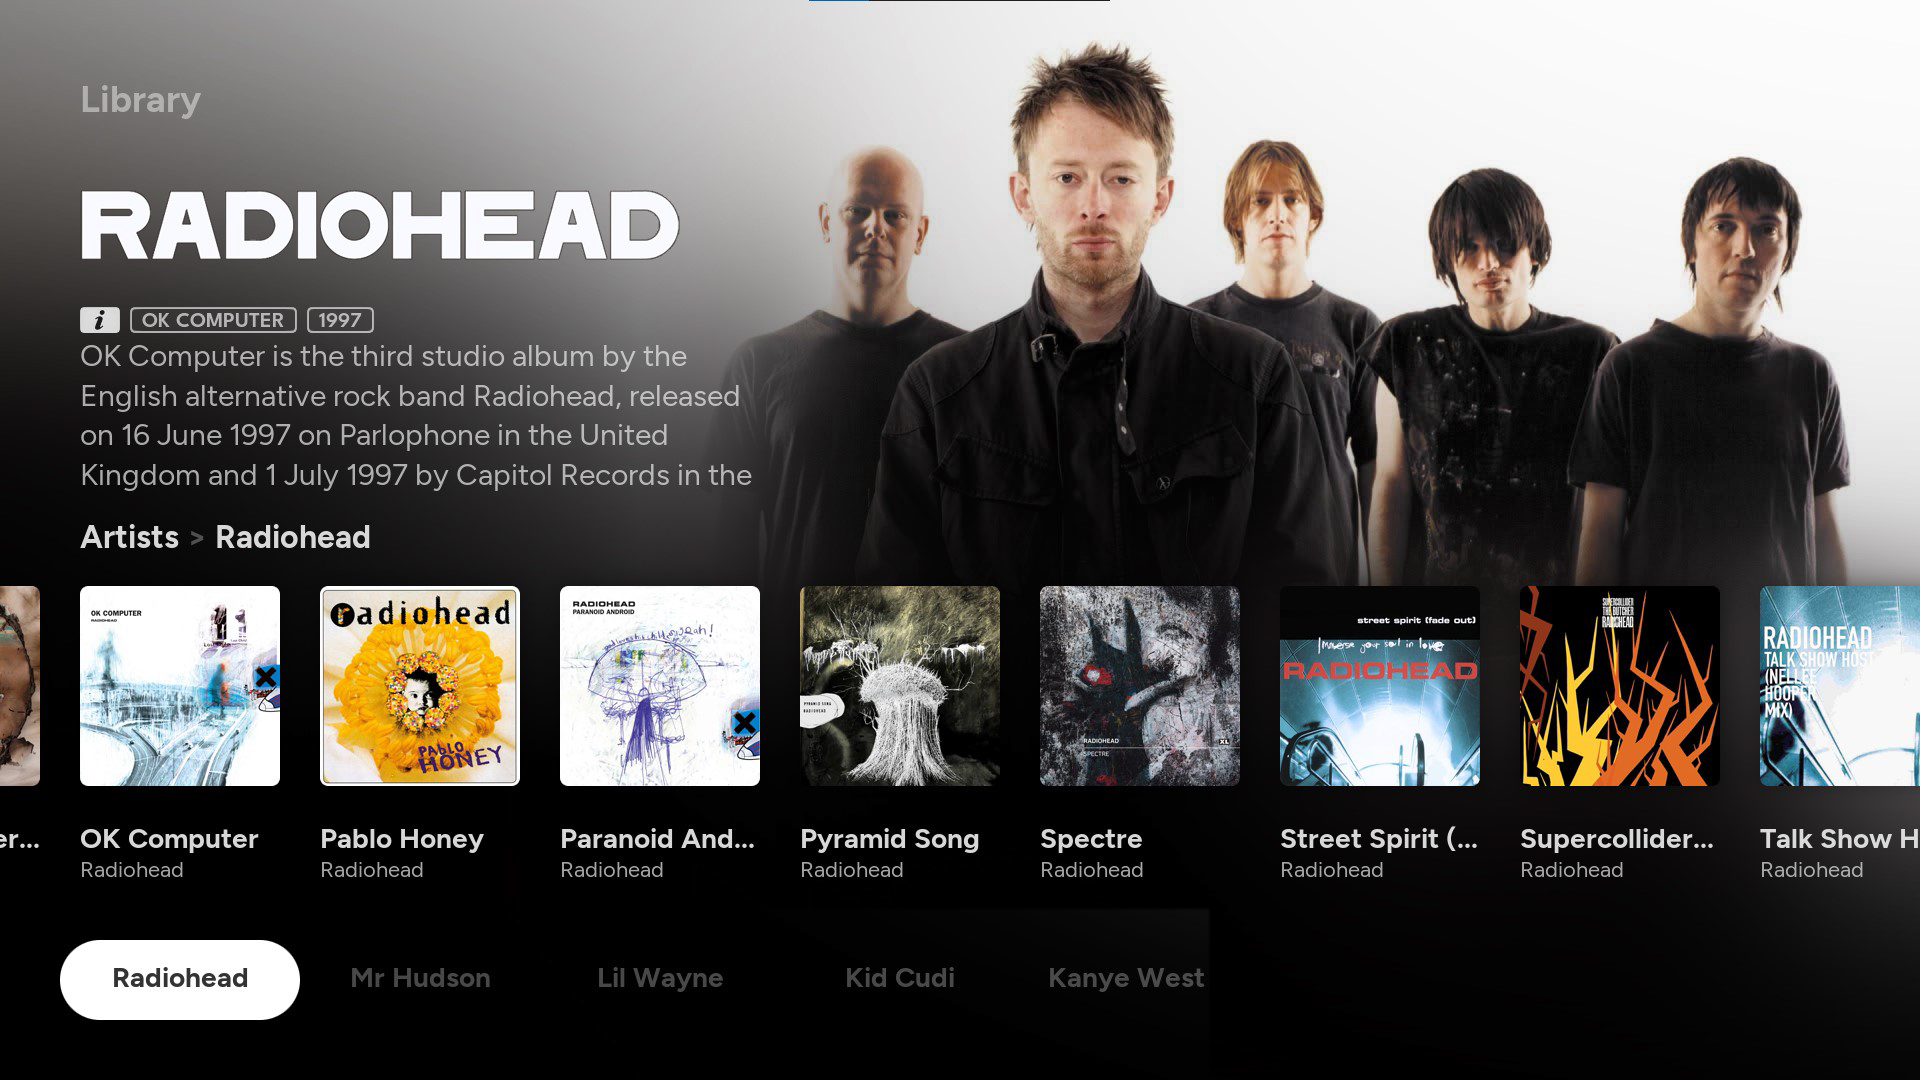 Library
RADIOHEAD
i OK COMPUTER 1997
OK Computer is the third studio album by the
English alternative rock band Radiohead, released
on 16 June 1997 on Parlophone in the United
Kingdom and 1 July 1997 by Capitol Records in the
Artists > Radiohead
OK COMPUTER
RADIOHEAD
radiohead
PABLO
HONEY
RADIOHEAD
PARANOID ANDROID
PYRAMID SONG
RADIOHEAD
RADIOHEAD
XL
SPECTRE
street spirit (fade out)
Immerse your soul in love
RADIOHEAD
SUPERCOLLIDER
THE BUTCHER
RADIOHEAD
RADIOHEAD
TALK SHOW HOST
(NELLEE
HOOPER
MIX)
er...
OK Computer
Radiohead
Pablo Honey
Radiohead
Paranoid And...
Radiohead
Pyramid Song
Radiohead
Spectre
Radiohead
Street Spirit (...
Radiohead
Supercollider...
Radiohead
Talk Show H
Radiohead
Radiohead Mr Hudson Lil Wayne Kid Cudi Kanye West